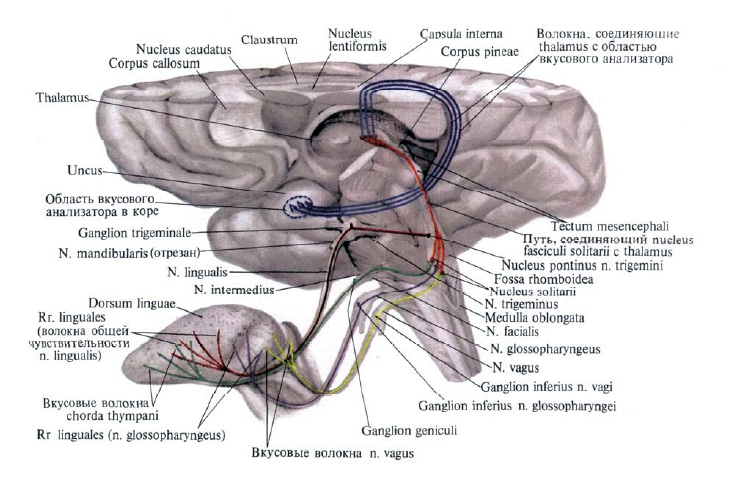 Nucleus caudatus
Corpus callosum
Claustrum
Nucleus
lentiformis
Capsula interna
Corpus pineae
Волокна, соединяющие
thalamus с областью
вкусового анализатора
Thalamus
Uncus
Область вкусового
анализатора в коре
Ganglion trigeminale
N. mandibularis (отрезан)
N. lingualis
N. intermedius
Dorsum linguae
Rr. linguales
(волокна общей
чувствительности
n. lingualis)
Вкусовые волокна
chorda thympani
Rr linguales (n. glossopharyngeus)
Вкусовые волокна n. vagus
Ganglion geniculi
Tectum mesencephali
Путь, соединяющий nucleus
fasciculi solitarii с thalamus
Nucleus pontinus n. trigemini
Fossa rhomboidea
Nucleus solitarii
N. trigeminus
Medulla oblongata
N. facialis
N. glossopharyngeus
N. vagus
Ganglion inferius n. vagi
Ganglion inferius n. glossopharyngei